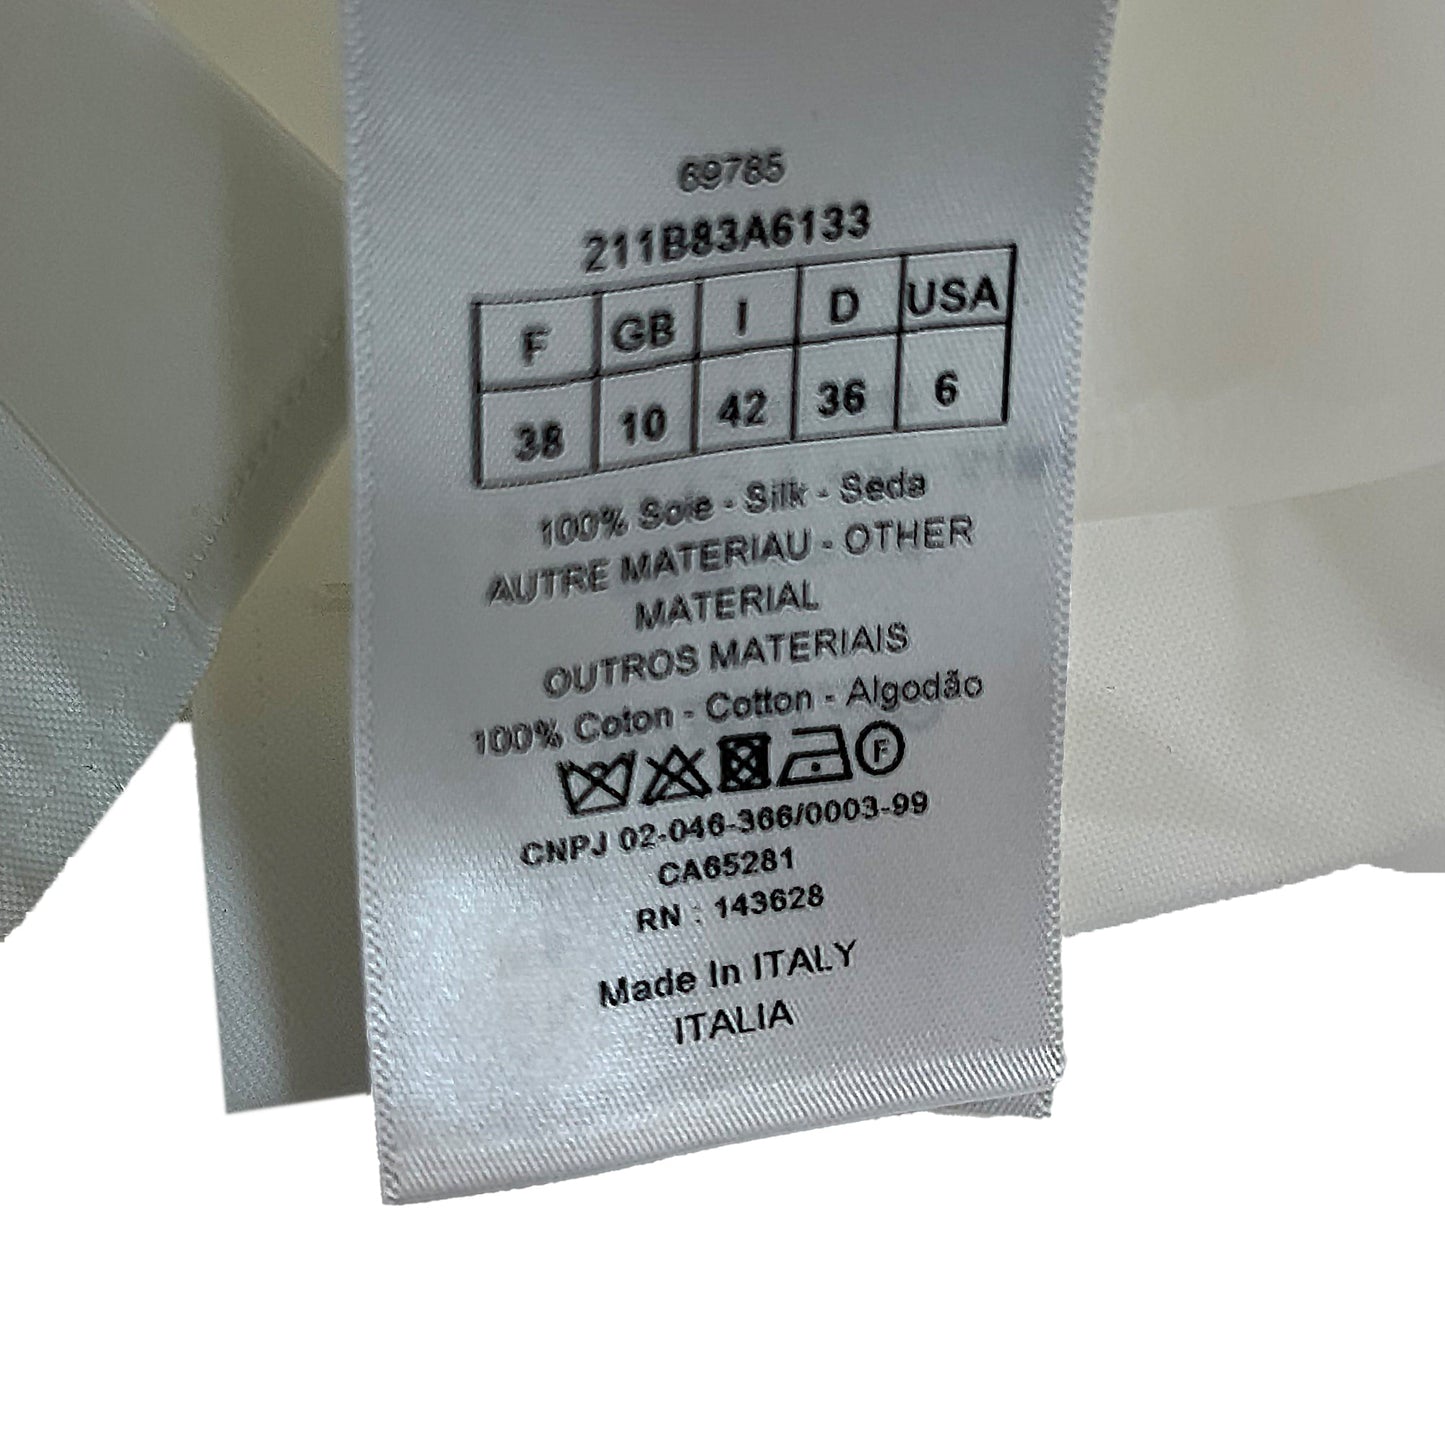 69785
211B83A6133
F GB I D USA
38 10 42 36 6
100% Soie - Silk - Seda
AUTRE MATERIAU - OTHER
MATERIAL
OUTROS MATERIAIS
100% Coton - Cotton - Algodão
F
CNPJ 02-046-366/0003-99
CA65281
RN : 143628
Made In ITALY
ITALIA